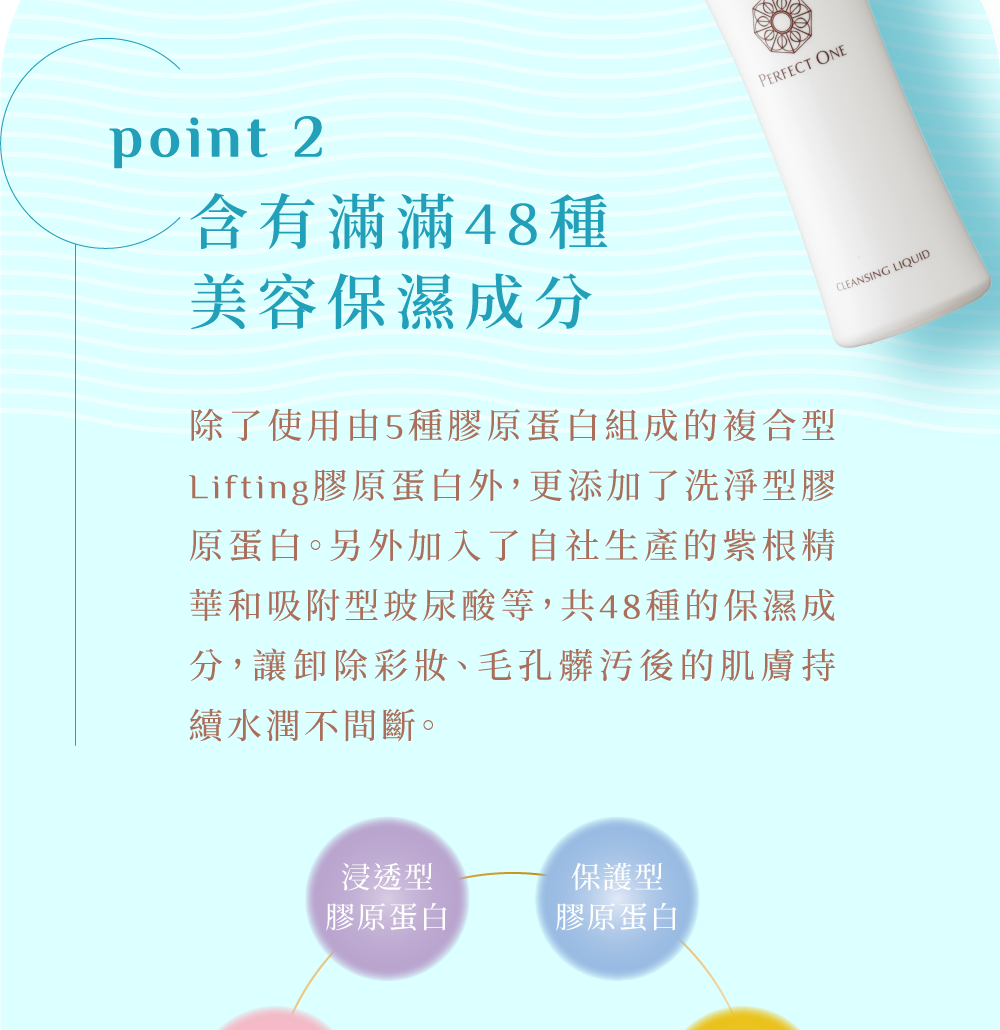 PERFECT ONE
CLEANSING LIQUID
point 2
含有滿滿48種
美容保濕成分
除了使用由5種膠原蛋白組成的複合型
Lifting膠原蛋白外，更添加了洗淨型膠
原蛋白。另外加入了自社生產的紫根精
華和吸附型玻尿酸等，共48種的保濕成
分，讓卸除彩妝、毛孔髒污後的肌膚持
續水潤不間斷。
浸透型
膠原蛋白
保護型
膠原蛋白